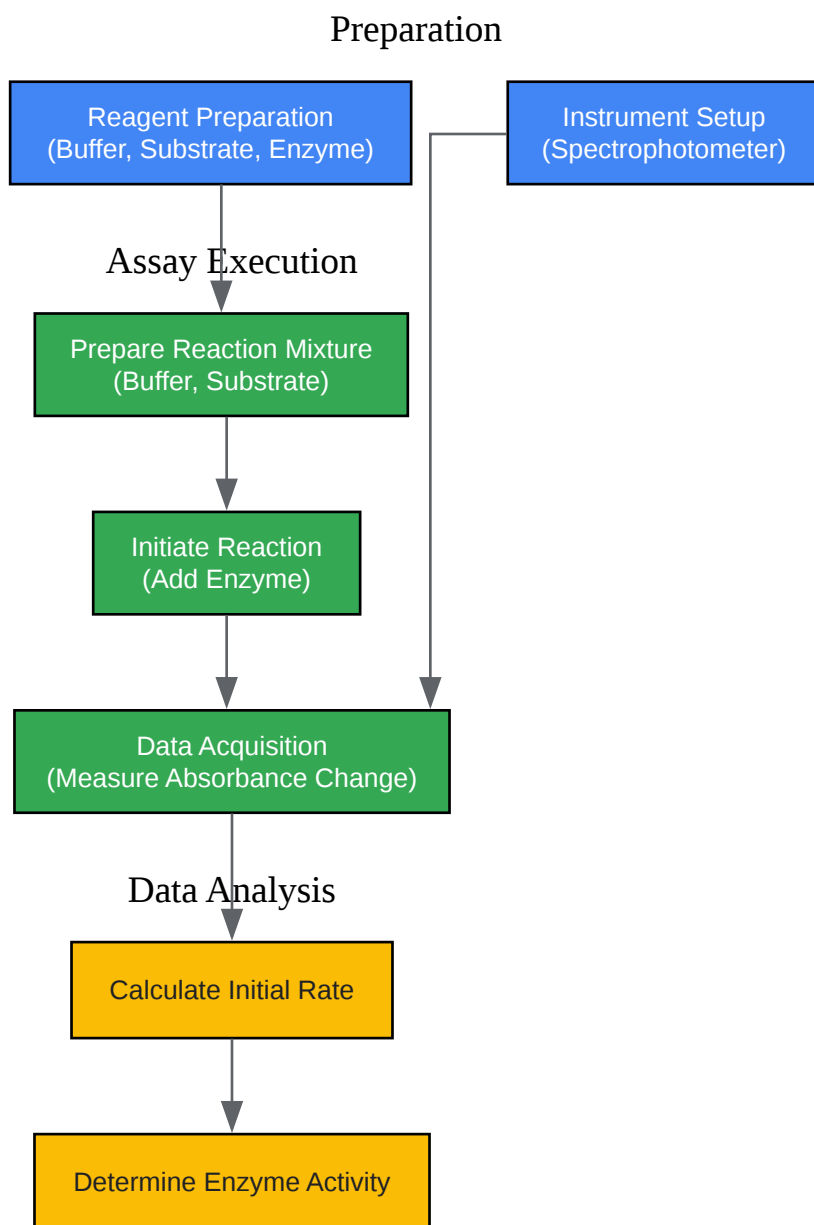 Preparation
Reagent Preparation
(Buffer, Substrate, Enzyme)
Instrument Setup
(Spectrophotometer)
Assay Execution
Prepare Reaction Mixture
(Buffer, Substrate)
Initiate Reaction
(Add Enzyme)
Data Acquisition
(Measure Absorbance Change)
Data Analysis
Calculate Initial Rate
Determine Enzyme Activity